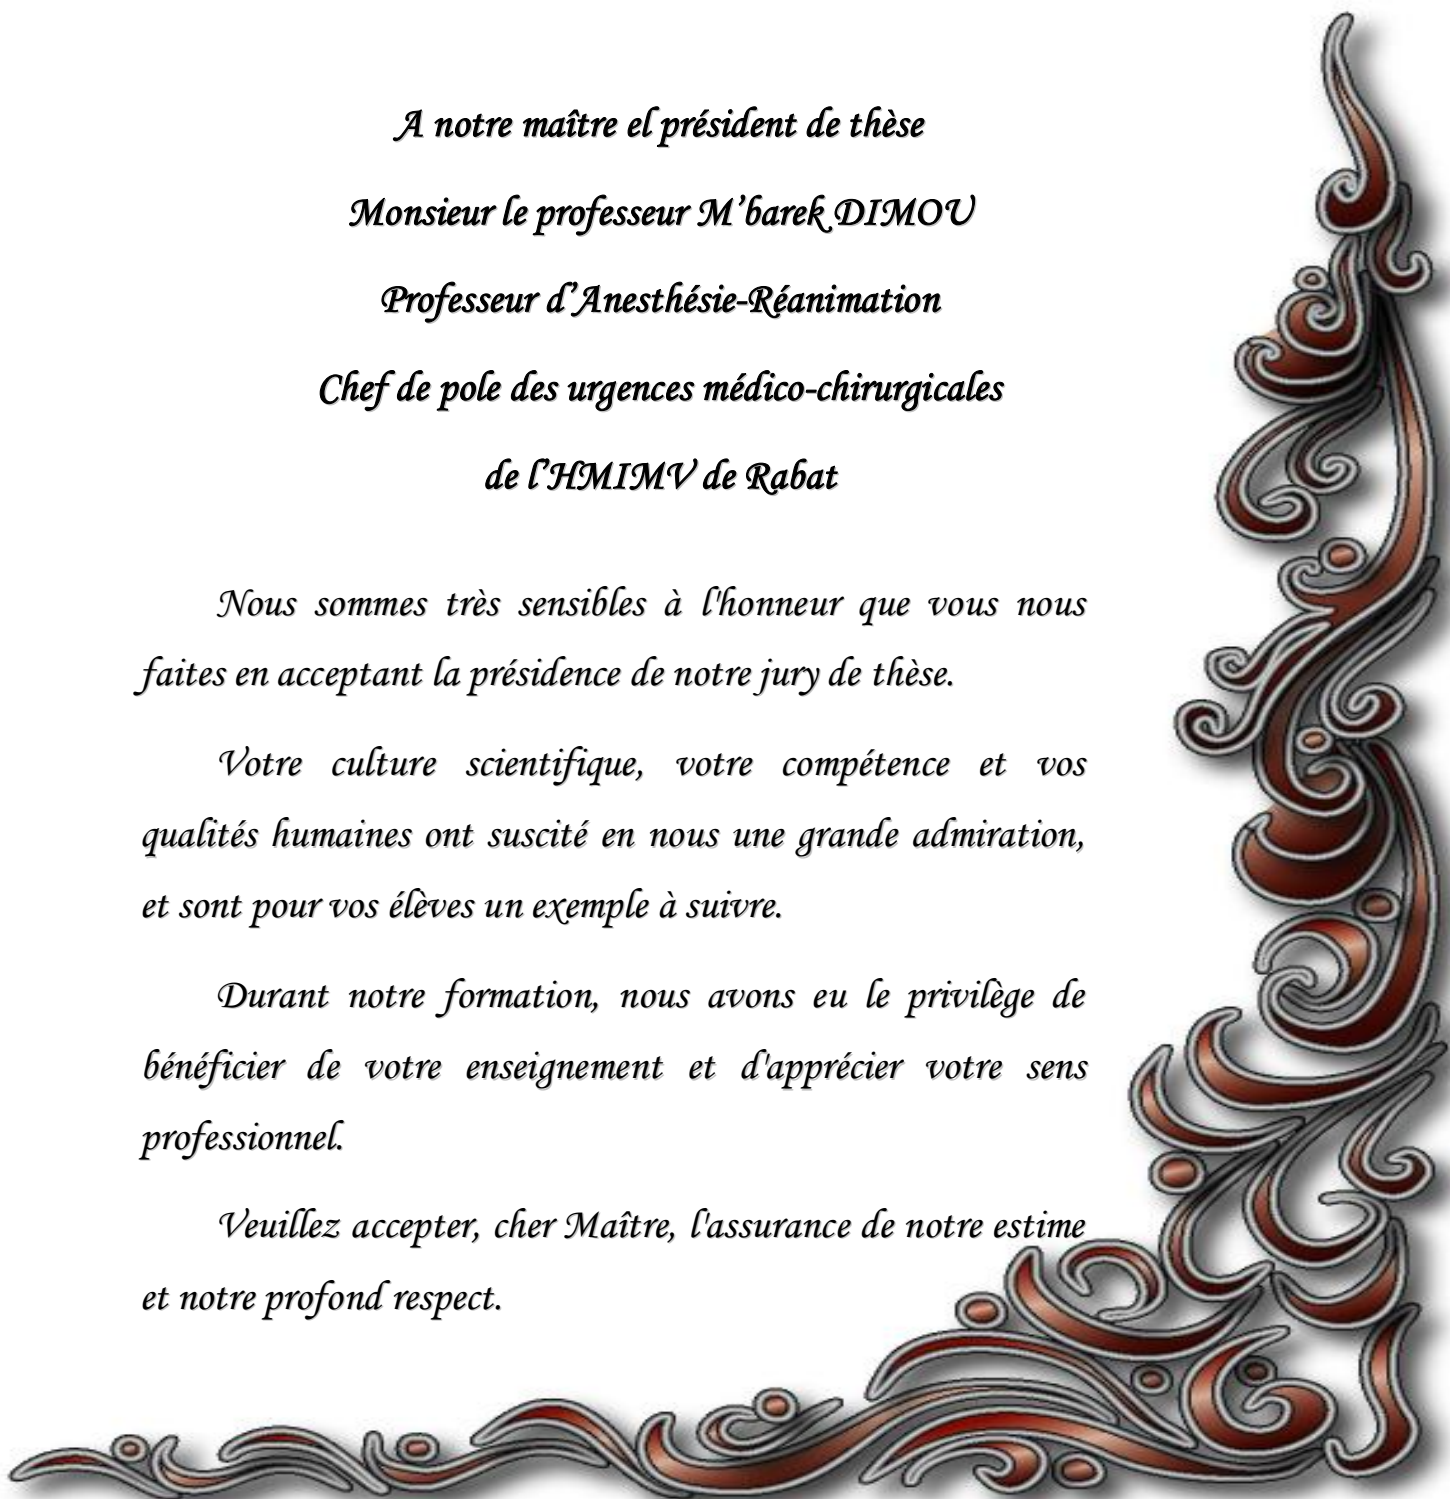 A notre maître el président de thèse
Monsieur le professeur M’barek DIMOU
Professeur d’Anesthésie-Réanimation
Chef de pole des urgences médico-chirurgicales
de l’HMIMV de Rabat
Nous sommes très sensibles à l'honneur que vous nous
faites en acceptant la présidence de notre jury de thèse.
Votre culture scientifique, votre compétence et vos
qualités humaines ont suscité en nous une grande admiration,
et sont pour vos élèves un exemple à suivre.
Durant notre formation, nous avons eu le privilège de
bénéficier de votre enseignement et d'apprécier votre sens
professionnel.
Veuillez accepter, cher Maître, l'assurance de notre estime
et notre profond respect.